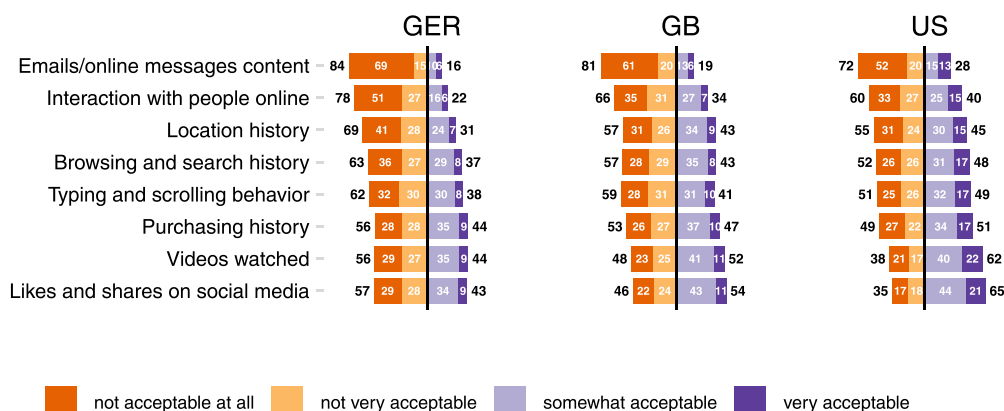 GER GB US
Emails/online messages content 84 69 15 10 6 16 81 61 20 13 6 19 72 52 20 15 13 28
Interaction with people online 78 51 27 16 6 22 66 35 31 27 7 34 60 33 27 25 15 40
Location history 69 41 28 24 7 31 57 31 26 34 9 43 55 31 24 30 15 45
Browsing and search history 63 36 27 29 8 37 57 28 29 35 8 43 52 26 26 31 17 48
Typing and scrolling behavior 62 32 30 30 8 38 59 28 31 31 10 41 51 25 26 32 17 49
Purchasing history 56 28 28 35 9 44 53 26 27 37 10 47 49 27 22 34 17 51
Videos watched 56 29 27 35 9 44 48 23 25 41 11 52 38 21 17 40 22 62
Likes and shares on social media 57 29 28 34 9 43 46 22 24 43 11 54 35 17 18 44 21 65
not acceptable at all not very acceptable somewhat acceptable very acceptable